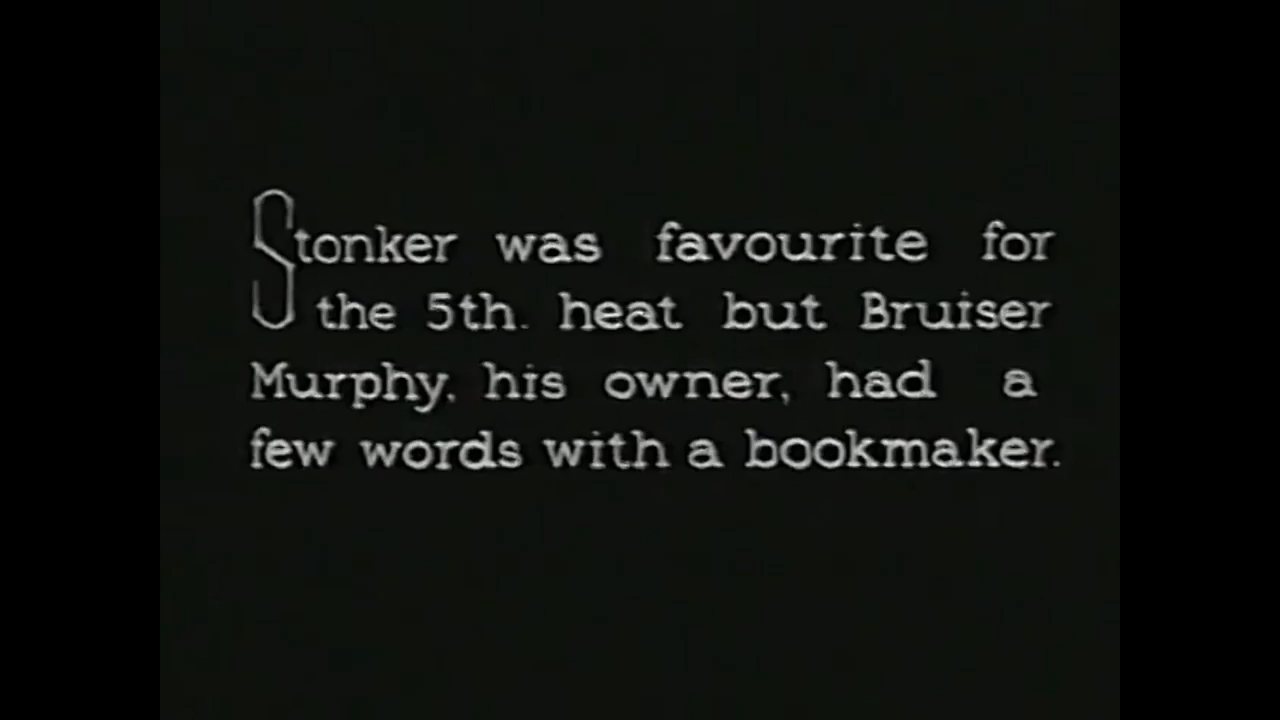 Stonker was favourite for
the 5th. heat but Bruiser
Murphy, his owner, had a
few words with a bookmaker.